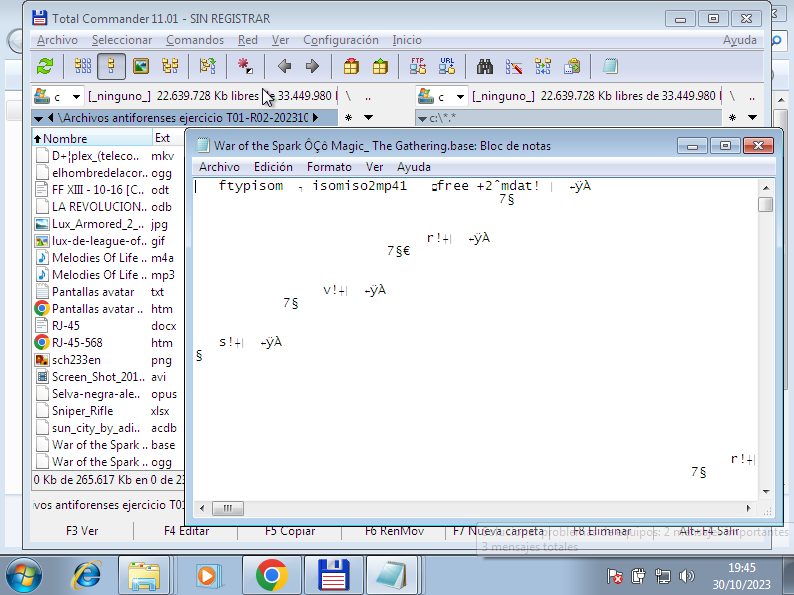 Total Commander 11.01 - SIN REGISTRAR
Archivo Seleccionar Comandos Red Ver Configuración Inicio Ayuda
FTP URL
c [_ninguno_] 22.639.728 Kb libres de 33.449.980 \ .. c [_ninguno_] 22.639.728 Kb libres de 33.449.980 \ ..
\Archivos antiforenses ejercicio T01-R02-202310 * c:\*.* *
Nombre Ext
D+¦plex_(teleco.. mkv
elhombredelacor.. ogg
FF XIII - 10-16 [C.. odt
LA REVOLUCION.. odb
Lux_Armored_2_.. jpg
lux-de-league-of.. gif
Melodies Of Life .. m4a
Melodies Of Life .. mp3
Pantallas avatar txt
Pantallas avatar .. htm
RJ-45 docx
RJ-45-568 htm
sch233en png
Screen_Shot_201.. avi
Selva-negra-ale.. opus
Sniper_Rifle xlsx
sun_city_by_adi.. acdb
War of the Spark .. base
War of the Spark .. ogg
0 Kb de 265.617 Kb en 0 de 23
vos antiforenses ejercicio T01
War of the Spark ÔÇô Magic_ The Gathering.base: Bloc de notas
Archivo Edición Formato Ver Ayuda
ftypisom isomiso2mp41 free +2ˆmdat! | ÿÀ
7§
r!+| ÿÀ
7§€
v!+| ÿÀ
7§
s!+| ÿÀ
§
r!+|
7§
F3 Ver F4 Editar F5 Copiar F6 RenMov F7 Nueva carpeta F8 Eliminar Alt+F4 Salir
problemas de equipos: 2 mensajes importantes
3 mensajes totales
19:45
30/10/2023